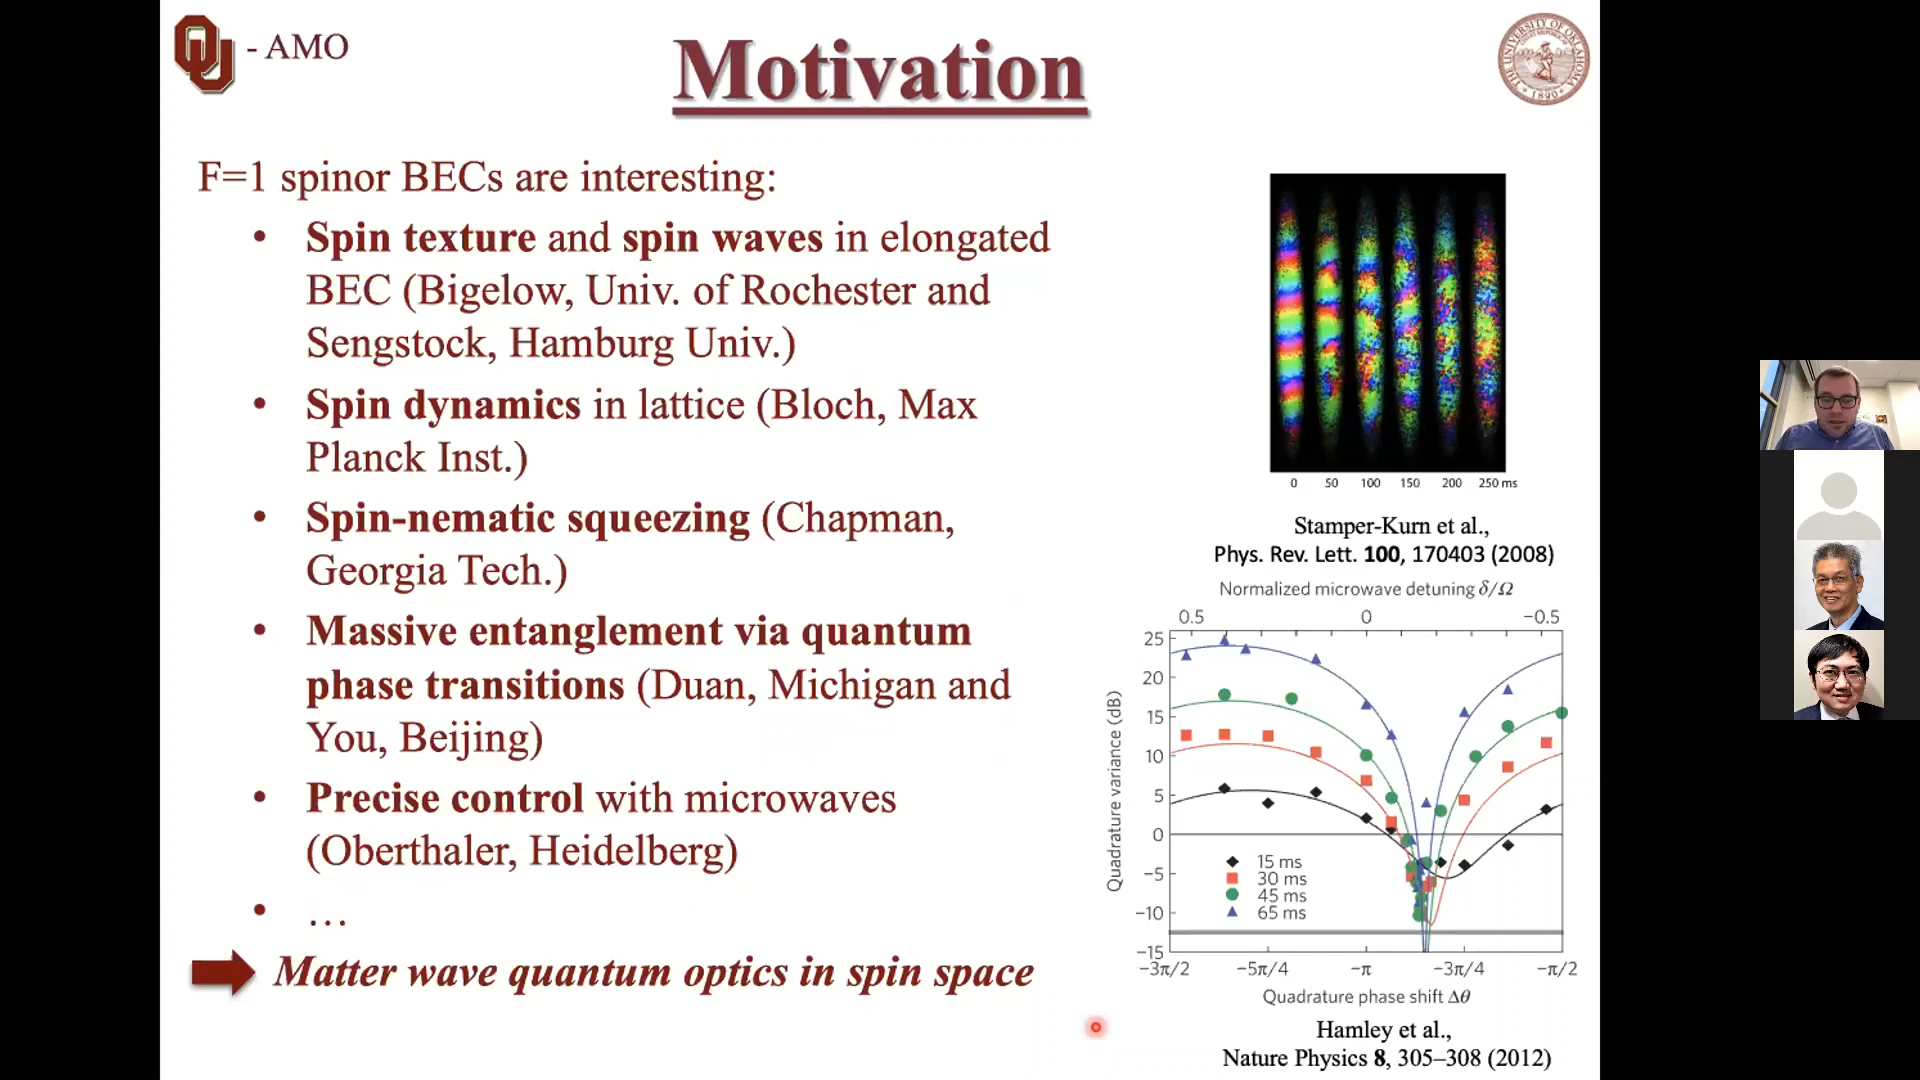 OU - AMO
Motivation
THE UNIVERSITY OF OKLAHOMA
1890
F=1 spinor BECs are interesting:
• Spin texture and spin waves in elongated
BEC (Bigelow, Univ. of Rochester and
Sengstock, Hamburg Univ.)
• Spin dynamics in lattice (Bloch, Max
Planck Inst.)
• Spin-nematic squeezing (Chapman,
Georgia Tech.)
• Massive entanglement via quantum
phase transitions (Duan, Michigan and
You, Beijing)
• Precise control with microwaves
(Oberthaler, Heidelberg)
• …
Matter wave quantum optics in spin space
0 50 100 150 200 250 ms
Stamper-Kurn et al.,
Phys. Rev. Lett. 100, 170403 (2008)
Normalized microwave detuning δ/Ω
0.5 0 −0.5
Quadrature variance (dB)
25
20
15
10
5
0
−5
−10
−15
15 ms
30 ms
45 ms
65 ms
−3π/2 −5π/4 −π −3π/4 −π/2
Quadrature phase shift Δθ
Hamley et al.,
Nature Physics 8, 305–308 (2012)